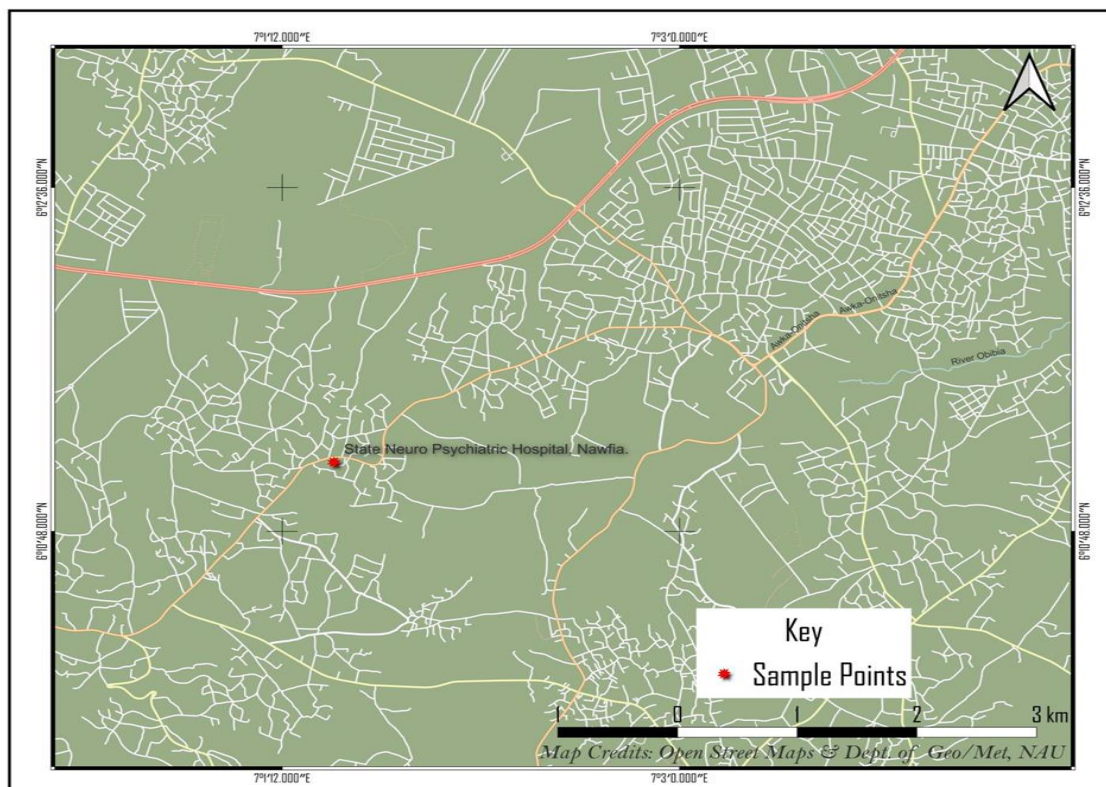 7°1'12.000"E
7°3'0.000"E
6°12'36.000"N
6°12'36.000"N
Awka-Onitsha
Awka-Onitsha
River Obibia
State Neuro Psychiatric Hospital, Nawfia.
6°10'48.000"N
6°10'48.000"N
Key
Sample Points
1 0 1 2 3 km
Map Credits: Open Street Maps & Dept. of Geo/Met, NAU
7°1'12.000"E
7°3'0.000"E